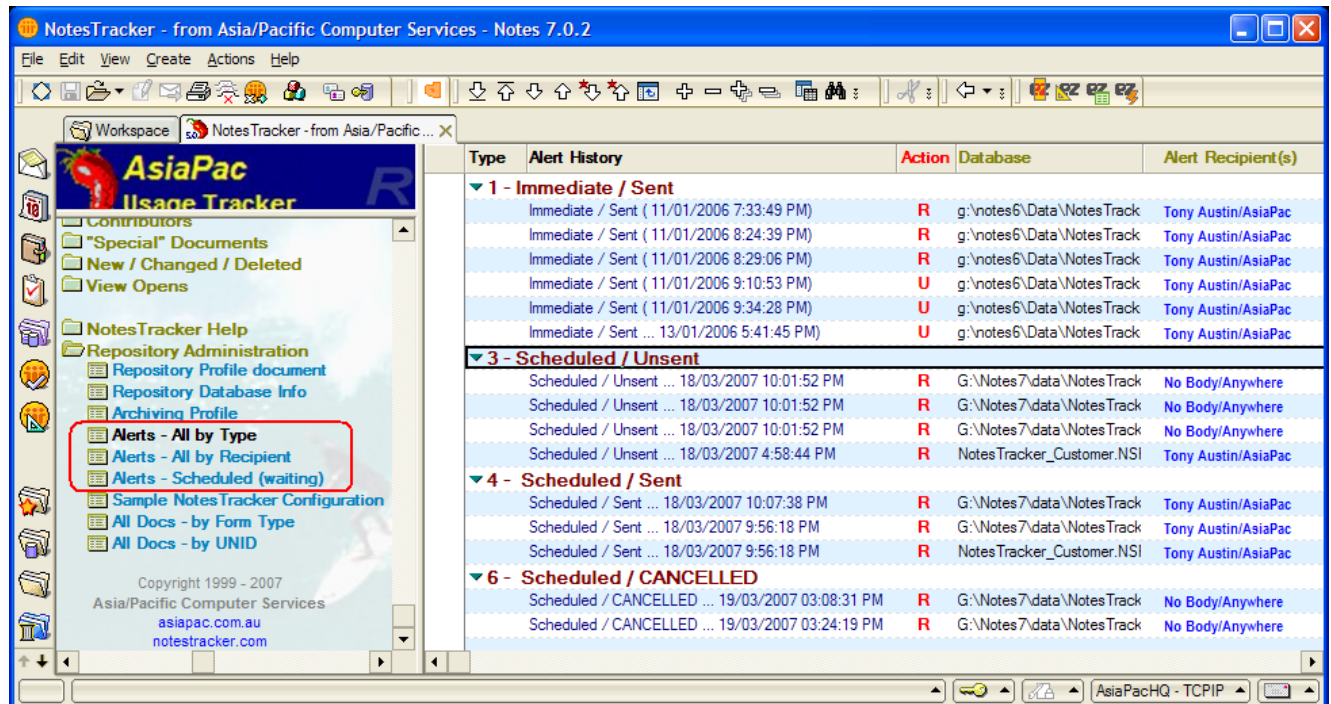 NotesTracker - from Asia/Pacific Computer Services - Notes 7.0.2
File Edit View Create Actions Help
Workspace
NotesTracker - from Asia/Pacific ...
AsiaPac
Usage Tracker
R
Contributors
"Special" Documents
New / Changed / Deleted
View Opens
NotesTracker Help
Repository Administration
Repository Profile document
Repository Database Info
Archiving Profile
Alerts - All by Type
Alerts - All by Recipient
Alerts - Scheduled (waiting)
Sample NotesTracker Configuration
All Docs - by Form Type
All Docs - by UNID
Copyright 1999 - 2007
Asia/Pacific Computer Services
asiapac.com.au
notestracker.com
Type Alert History Action Database Alert Recipient(s)
1 - Immediate / Sent
Immediate / Sent ( 11/01/2006 7:33:49 PM) R g:\notes6\Data\NotesTrack Tony Austin/AsiaPac
Immediate / Sent ( 11/01/2006 8:24:39 PM) R g:\notes6\Data\NotesTrack Tony Austin/AsiaPac
Immediate / Sent ( 11/01/2006 8:29:06 PM) R g:\notes6\Data\NotesTrack Tony Austin/AsiaPac
Immediate / Sent ( 11/01/2006 9:10:53 PM) U g:\notes6\Data\NotesTrack Tony Austin/AsiaPac
Immediate / Sent ( 11/01/2006 9:34:28 PM) U g:\notes6\Data\NotesTrack Tony Austin/AsiaPac
Immediate / Sent ... 13/01/2006 5:41:45 PM) U g:\notes6\Data\NotesTrack Tony Austin/AsiaPac
3 - Scheduled / Unsent
Scheduled / Unsent ... 18/03/2007 10:01:52 PM R G:\Notes7\data\NotesTrack No Body/Anywhere
Scheduled / Unsent ... 18/03/2007 10:01:52 PM R G:\Notes7\data\NotesTrack No Body/Anywhere
Scheduled / Unsent ... 18/03/2007 10:01:52 PM R G:\Notes7\data\NotesTrack No Body/Anywhere
Scheduled / Unsent ... 18/03/2007 4:58:44 PM R NotesTracker_Customer.NSI Tony Austin/AsiaPac
4 - Scheduled / Sent
Scheduled / Sent ... 18/03/2007 10:07:38 PM R G:\Notes7\data\NotesTrack Tony Austin/AsiaPac
Scheduled / Sent ... 18/03/2007 9:56:18 PM R G:\Notes7\data\NotesTrack Tony Austin/AsiaPac
Scheduled / Sent ... 18/03/2007 9:56:18 PM R NotesTracker_Customer.NSI Tony Austin/AsiaPac
6 - Scheduled / CANCELLED
Scheduled / CANCELLED ... 19/03/2007 03:08:31 PM R G:\Notes7\data\NotesTrack No Body/Anywhere
Scheduled / CANCELLED ... 19/03/2007 03:24:19 PM R G:\Notes7\data\NotesTrack No Body/Anywhere
AsiaPacHQ - TCPIP